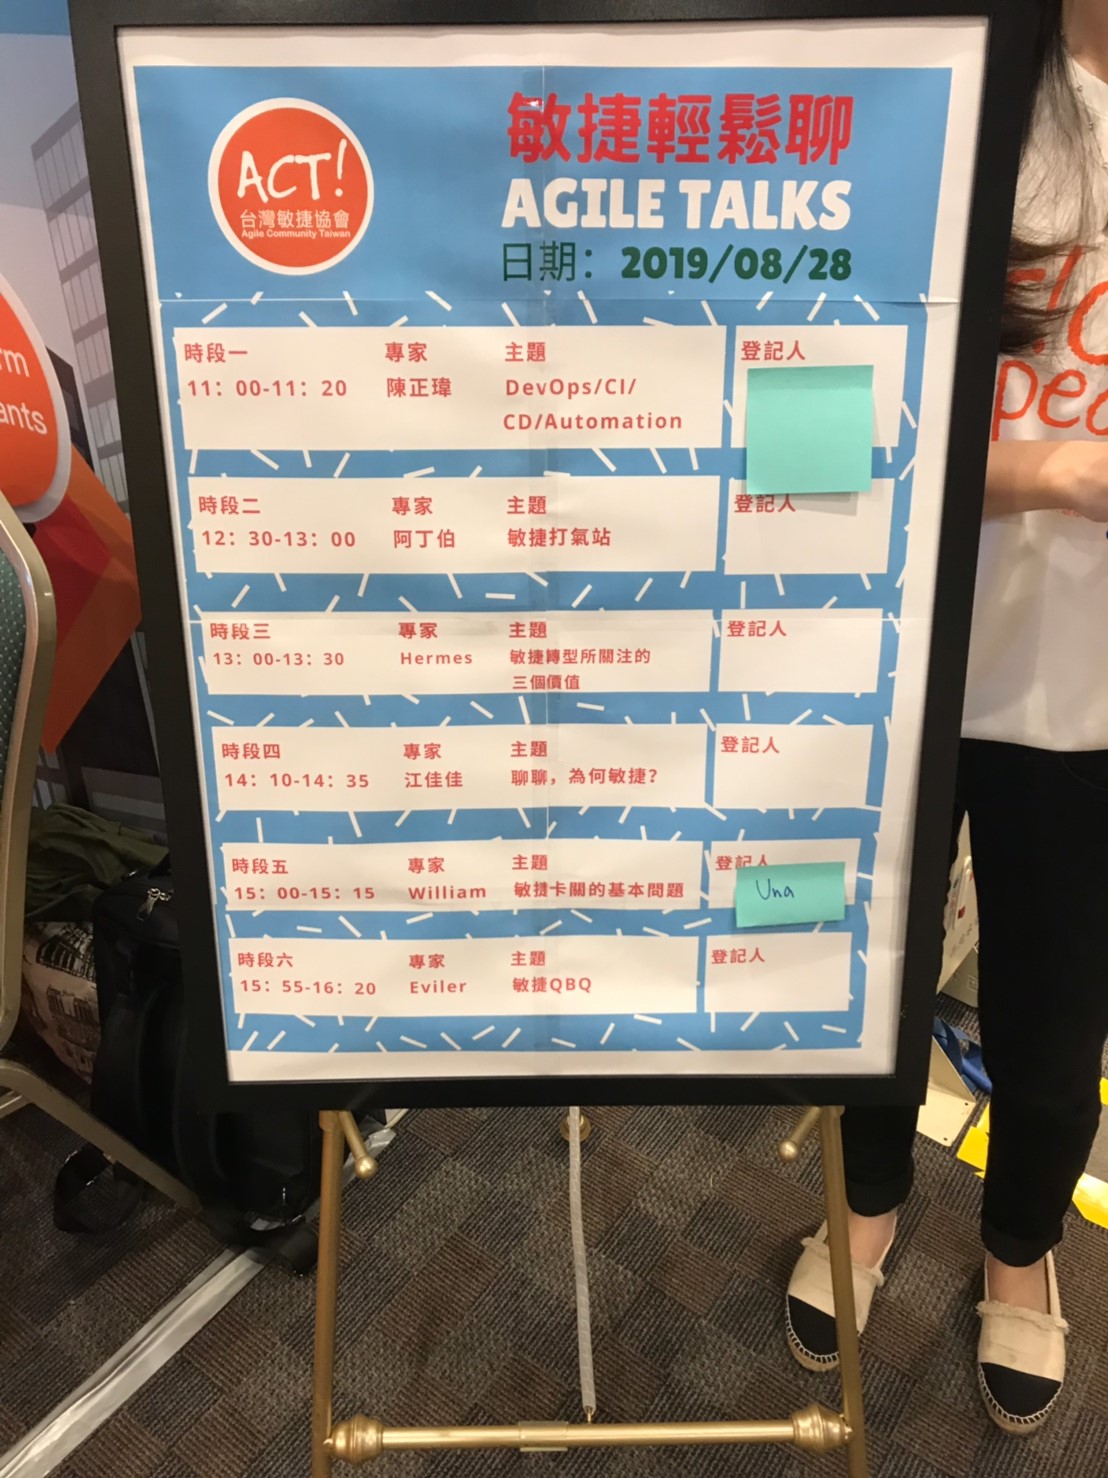 敏捷輕鬆聊
ACT!
台灣敏捷協會
Agile Community Taiwan
AGILE TALKS
日期：2019/08/28
時段一 專家 主題 登記人
11：00-11：20 陳正瑋 DevOps/CI/
CD/Automation
時段二 專家 主題 登記人
12：30-13：00 阿丁伯 敏捷打氣站
時段三 專家 主題 登記人
13：00-13：30 Hermes 敏捷轉型所關注的
三個價值
時段四 專家 主題 登記人
14：10-14：35 江佳佳 聊聊，為何敏捷？
時段五 專家 主題 登記人
15：00-15：15 William 敏捷卡關的基本問題
Una
時段六 專家 主題 登記人
15：55-16：20 Eviler 敏捷QBQ